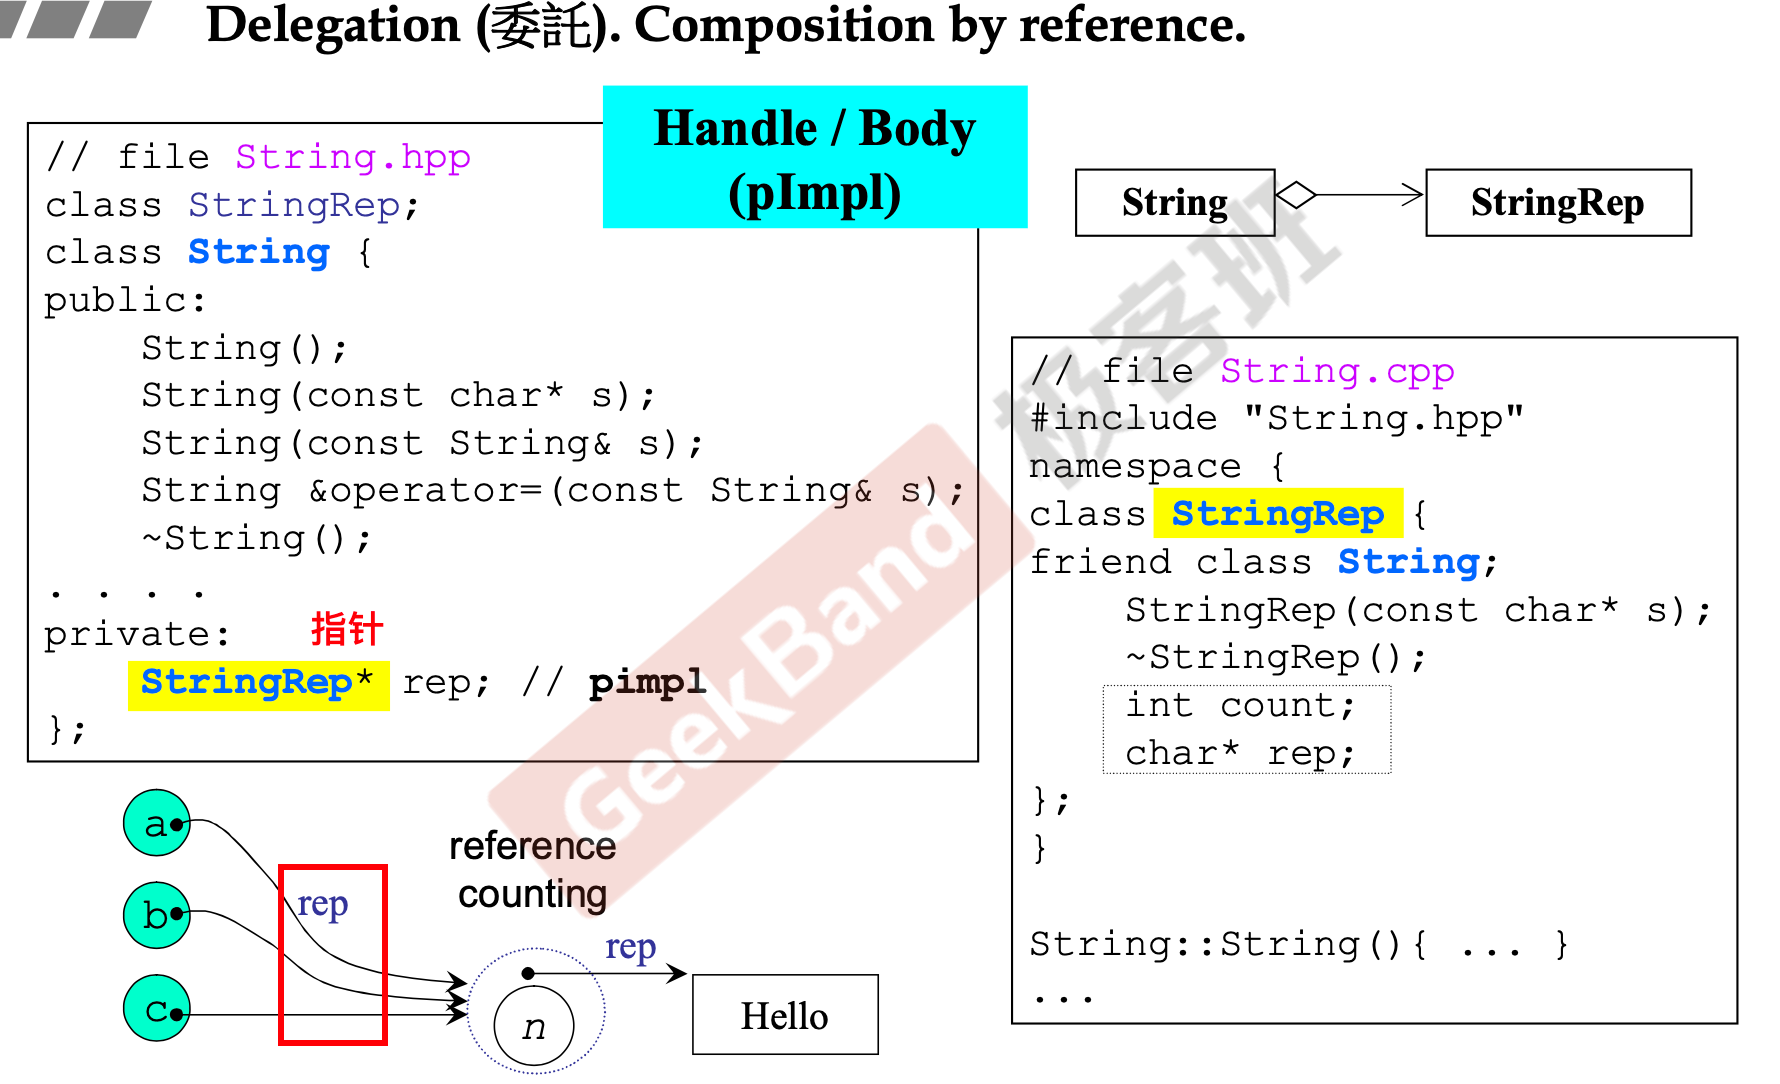 Delegation (委託). Composition by reference.
Handle / Body
(pImpl)
// file String.hpp
class StringRep;
class String {
public:
String();
String(const char* s);
String(const String& s);
String &operator=(const String& s);
~String();
. . . .
private:
指针
StringRep* rep; // pimpl
};
String
StringRep
// file String.cpp
#include "String.hpp"
namespace {
class StringRep {
friend class String;
StringRep(const char* s);
~StringRep();
int count;
char* rep;
};
}
String::String(){ ... }
...
a
b
c
rep
reference
counting
rep
n
Hello
GeekBand 极客班